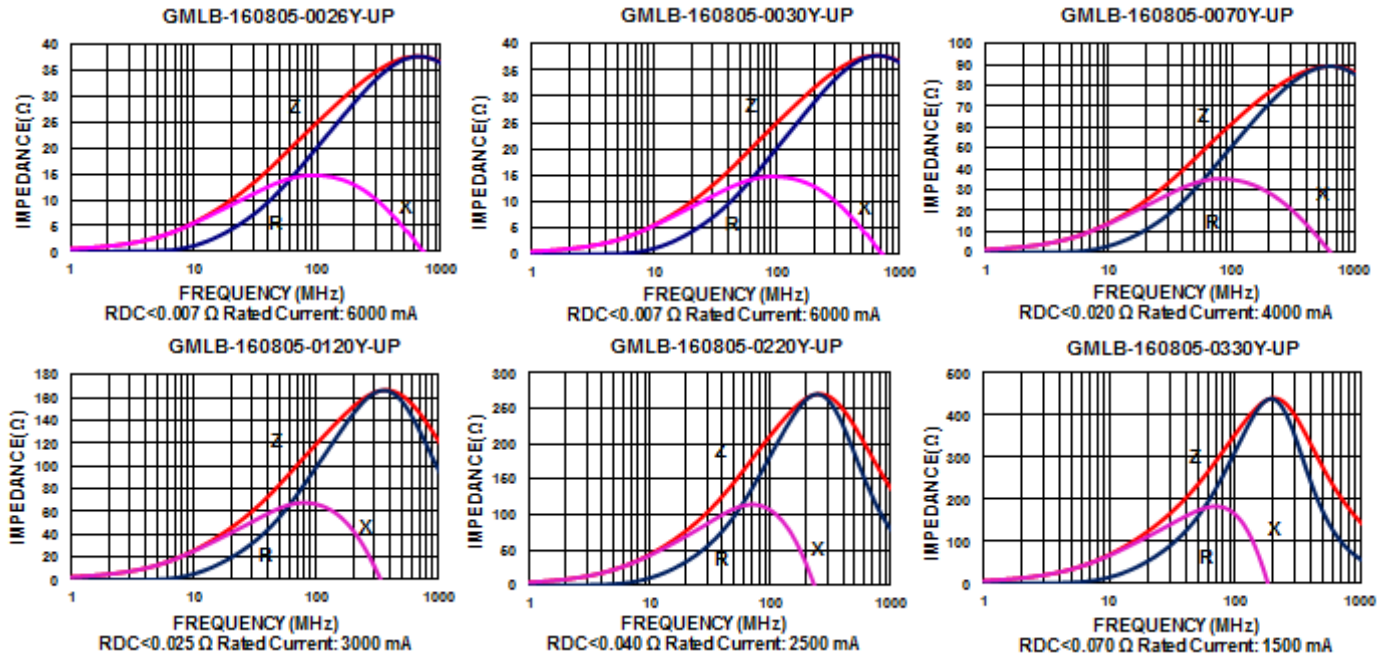 GMLB-160805-0026Y-UP
IMPEDANCE(Ω)
40
35
30
25
20
15
10
5
0
Z
R
X
1
10
100
1000
FREQUENCY (MHz)
RDC<0.007 Ω Rated Current: 6000 mA
GMLB-160805-0030Y-UP
IMPEDANCE(Ω)
40
35
30
25
20
15
10
5
0
Z
R
X
1
10
100
1000
FREQUENCY (MHz)
RDC<0.007 Ω Rated Current: 6000 mA
GMLB-160805-0070Y-UP
IMPEDANCE(Ω)
100
90
80
70
60
50
40
30
20
10
0
Z
R
X
1
10
100
1000
FREQUENCY (MHz)
RDC<0.020 Ω Rated Current: 4000 mA
GMLB-160805-0120Y-UP
IMPEDANCE(Ω)
180
160
140
120
100
80
60
40
20
0
Z
R
X
1
10
100
1000
FREQUENCY (MHz)
RDC<0.025 Ω Rated Current: 3000 mA
GMLB-160805-0220Y-UP
IMPEDANCE(Ω)
300
250
200
150
100
50
0
Z
R
X
1
10
100
1000
FREQUENCY (MHz)
RDC<0.040 Ω Rated Current: 2500 mA
GMLB-160805-0330Y-UP
IMPEDANCE(Ω)
500
400
300
200
100
0
Z
R
X
1
10
100
1000
FREQUENCY (MHz)
RDC<0.070 Ω Rated Current: 1500 mA